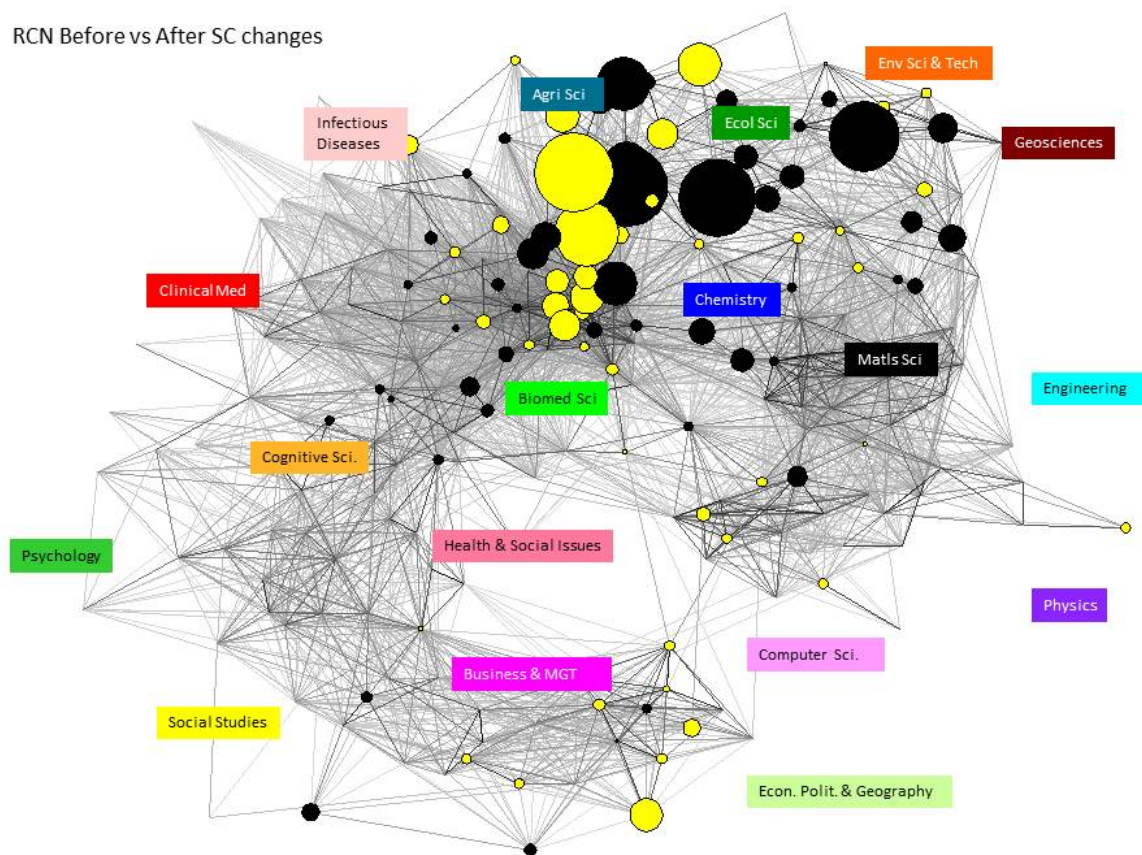 RCN Before vs After SC changes
Env Sci & Tech
Agri Sci
Ecol Sci
Infectious
Diseases
Geosciences
Clinical Med
Chemistry
Matls Sci
Engineering
Biomed Sci
Cognitive Sci.
Psychology
Health & Social Issues
Physics
Computer Sci.
Business & MGT
Social Studies
Econ. Polit. & Geography